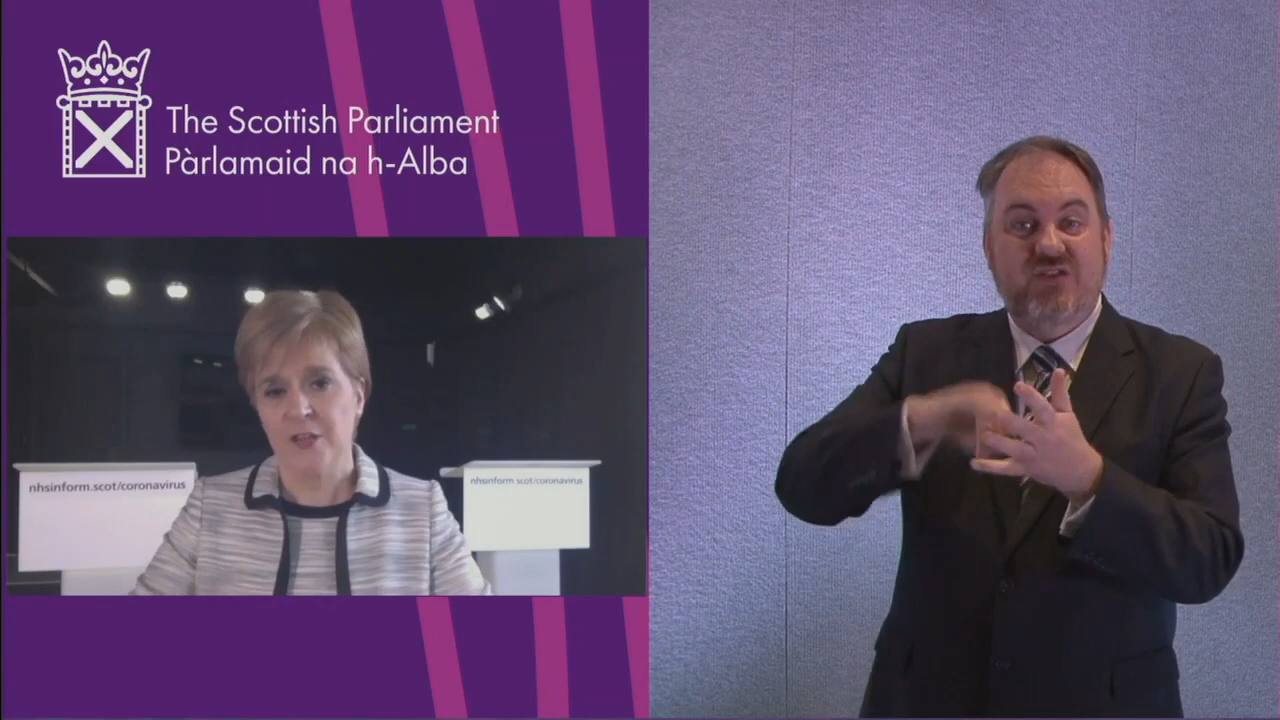 The Scottish Parliament
Pàrlamaid na h-Alba
nhsinform.scot/coronavirus
nhsinform.scot/coronavirus